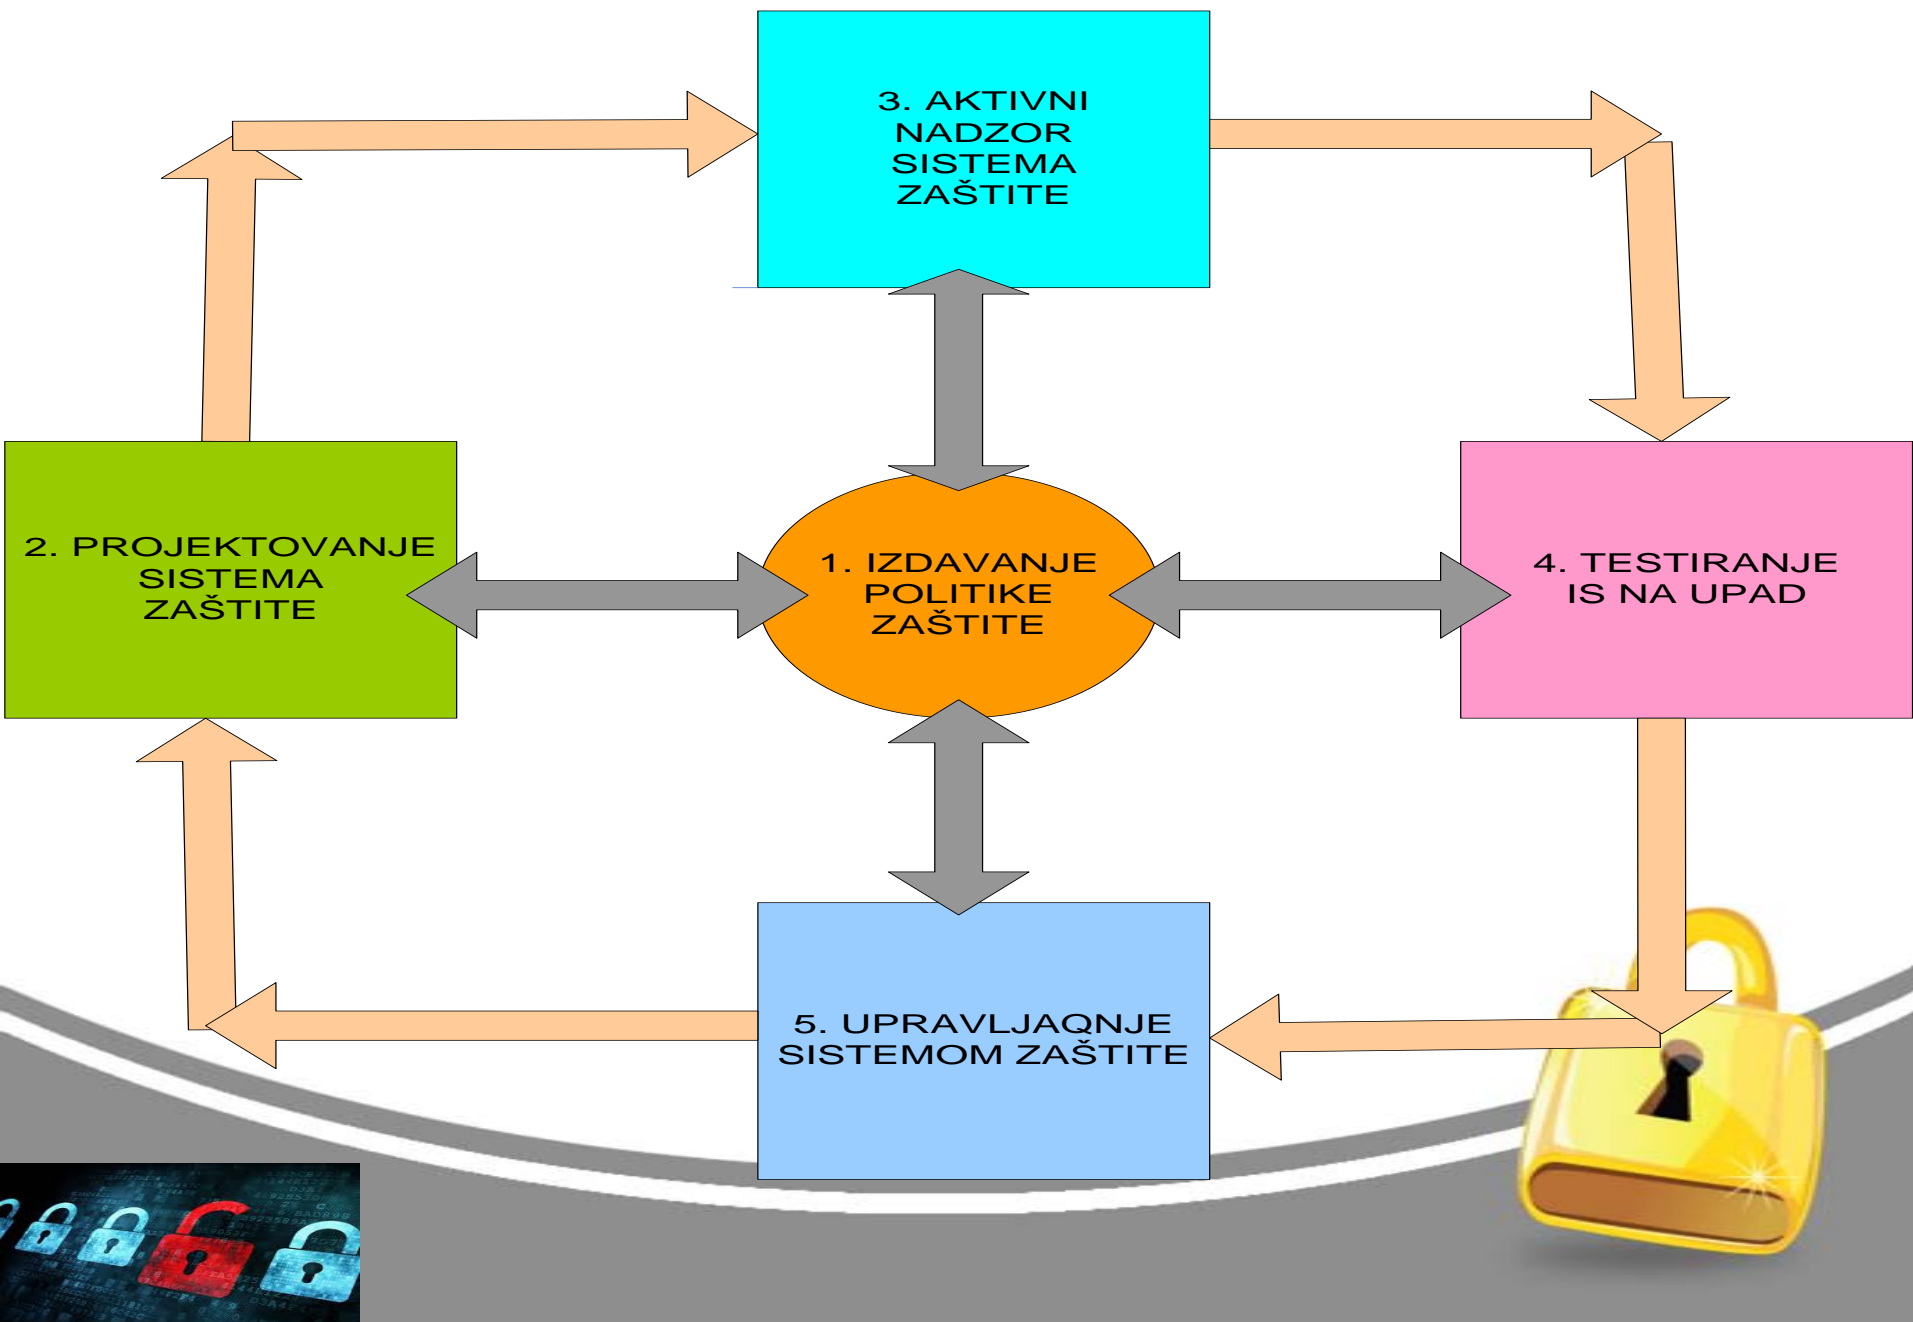 3. AKTIVNI
NADZOR
SISTEMA
ZAŠTITE
2. PROJEKTOVANJE
SISTEMA
ZAŠTITE
1. IZDAVANJE
POLITIKE
ZAŠTITE
4. TESTIRANJE
IS NA UPAD
5. UPRAVLJAQNJE
SISTEMOM ZAŠTITE